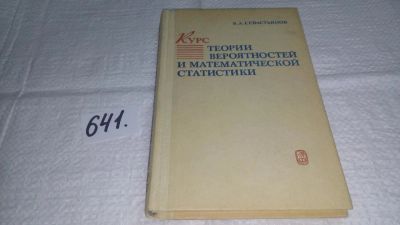 Б. А. СЕВАСТЬЯНОВ
КУРС
ТЕОРИИ
ВЕРОЯТНОСТЕЙ
И МАТЕМАТИЧЕСКОЙ
СТАТИСТИКИ
641.